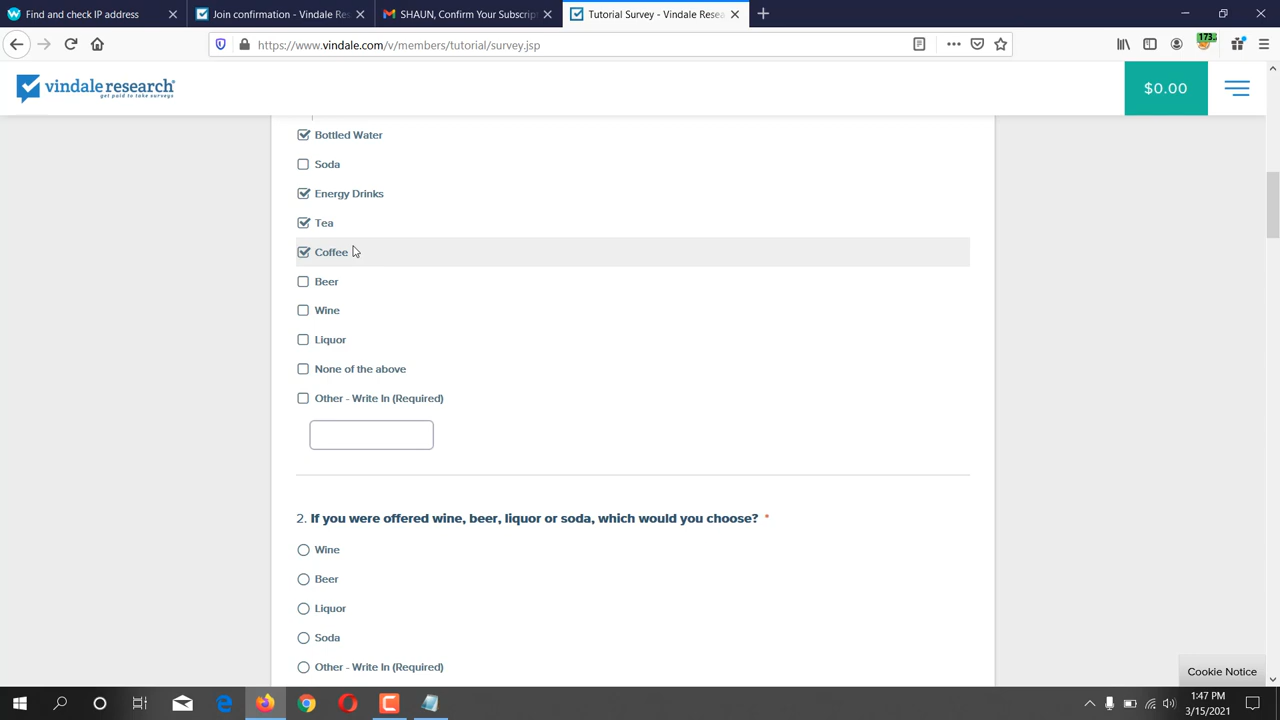 Find and check IP address
Join confirmation - Vindale Re
SHAUN, Confirm Your Subscript
Tutorial Survey - Vindale Resea
https://www.vindale.com/v/members/tutorial/survey.jsp
173
vindale research®
get paid to take surveys
$0.00
Bottled Water
Soda
Energy Drinks
Tea
Coffee
Beer
Wine
Liquor
None of the above
Other - Write In (Required)
2. If you were offered wine, beer, liquor or soda, which would you choose? *
Wine
Beer
Liquor
Soda
Other - Write In (Required)
Cookie Notice
1:47 PM
3/15/2021